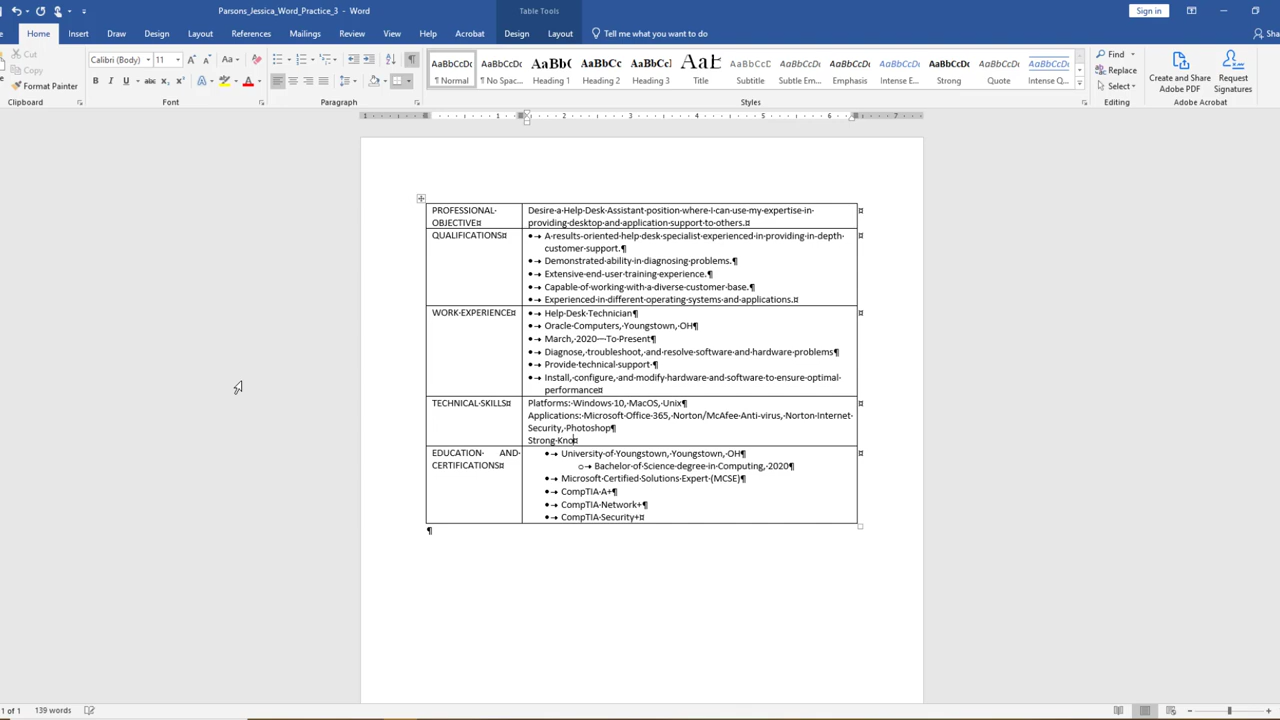 Parsons_Jessica_Word_Practice_3 - Word
Table Tools
Sign in
Home Insert Draw Design Layout References Mailings Review View Help Acrobat Design Layout Tell me what you want to do
Cut
Copy
Format Painter
Clipboard
Calibri (Body) 11
Font
Paragraph
AaBbCcDc AaBbCcDc AaBbC AaBbCc AaBbCc AaB AaBbCcD AaBbCcDc AaBbCcDc AaBbCcDc AaBbCcDc AaBbCcDc AaBbCcDc
¶ Normal ¶ No Spac... Heading 1 Heading 2 Heading 3 Title Subtitle Subtle Em... Emphasis Intense E... Strong Quote Intense Q...
Styles
Find
Replace
Select
Editing
Create and Share Adobe PDF
Request Signatures
Adobe Acrobat
1 1 2 3 4 5 6 7
PROFESSIONAL·
OBJECTIVE¤
Desire·a·Help·Desk·Assistant·position·where·I·can·use·my·expertise·in·
providing·desktop·and·application·support·to·others.¤
QUALIFICATIONS¤
•→A·results-oriented·help·desk·specialist·experienced·in·providing·in-depth·
customer·support.¶
•→Demonstrated·ability·in·diagnosing·problems.¶
•→Extensive·end-user·training·experience.¶
•→Capable·of·working·with·a·diverse·customer·base.¶
•→Experienced·in·different·operating·systems·and·applications.¤
WORK·EXPERIENCE¤
•→Help·Desk·Technician¶
•→Oracle·Computers,·Youngstown,·OH¶
•→March,·2020·–·To·Present¶
•→Diagnose,·troubleshoot,·and·resolve·software·and·hardware·problems¶
•→Provide·technical·support·¶
•→Install,·configure,·and·modify·hardware·and·software·to·ensure·optimal·
performance¤
TECHNICAL·SKILLS¤
Platforms:·Windows·10,·MacOS,·Unix¶
Applications:·Microsoft·Office·365,·Norton/McAfee·Anti-virus,·Norton·Internet·
Security,·Photoshop¶
Strong·Kno¤
EDUCATION· AND·
CERTIFICATIONS¤
•→University·of·Youngstown,·Youngstown,·OH¶
o→Bachelor·of·Science·degree·in·Computing,·2020¶
•→Microsoft·Certified·Solutions·Expert·(MCSE)¶
•→CompTIA·A+¶
•→CompTIA·Network+¶
•→CompTIA·Security+¤
¶
1 of 1 139 words